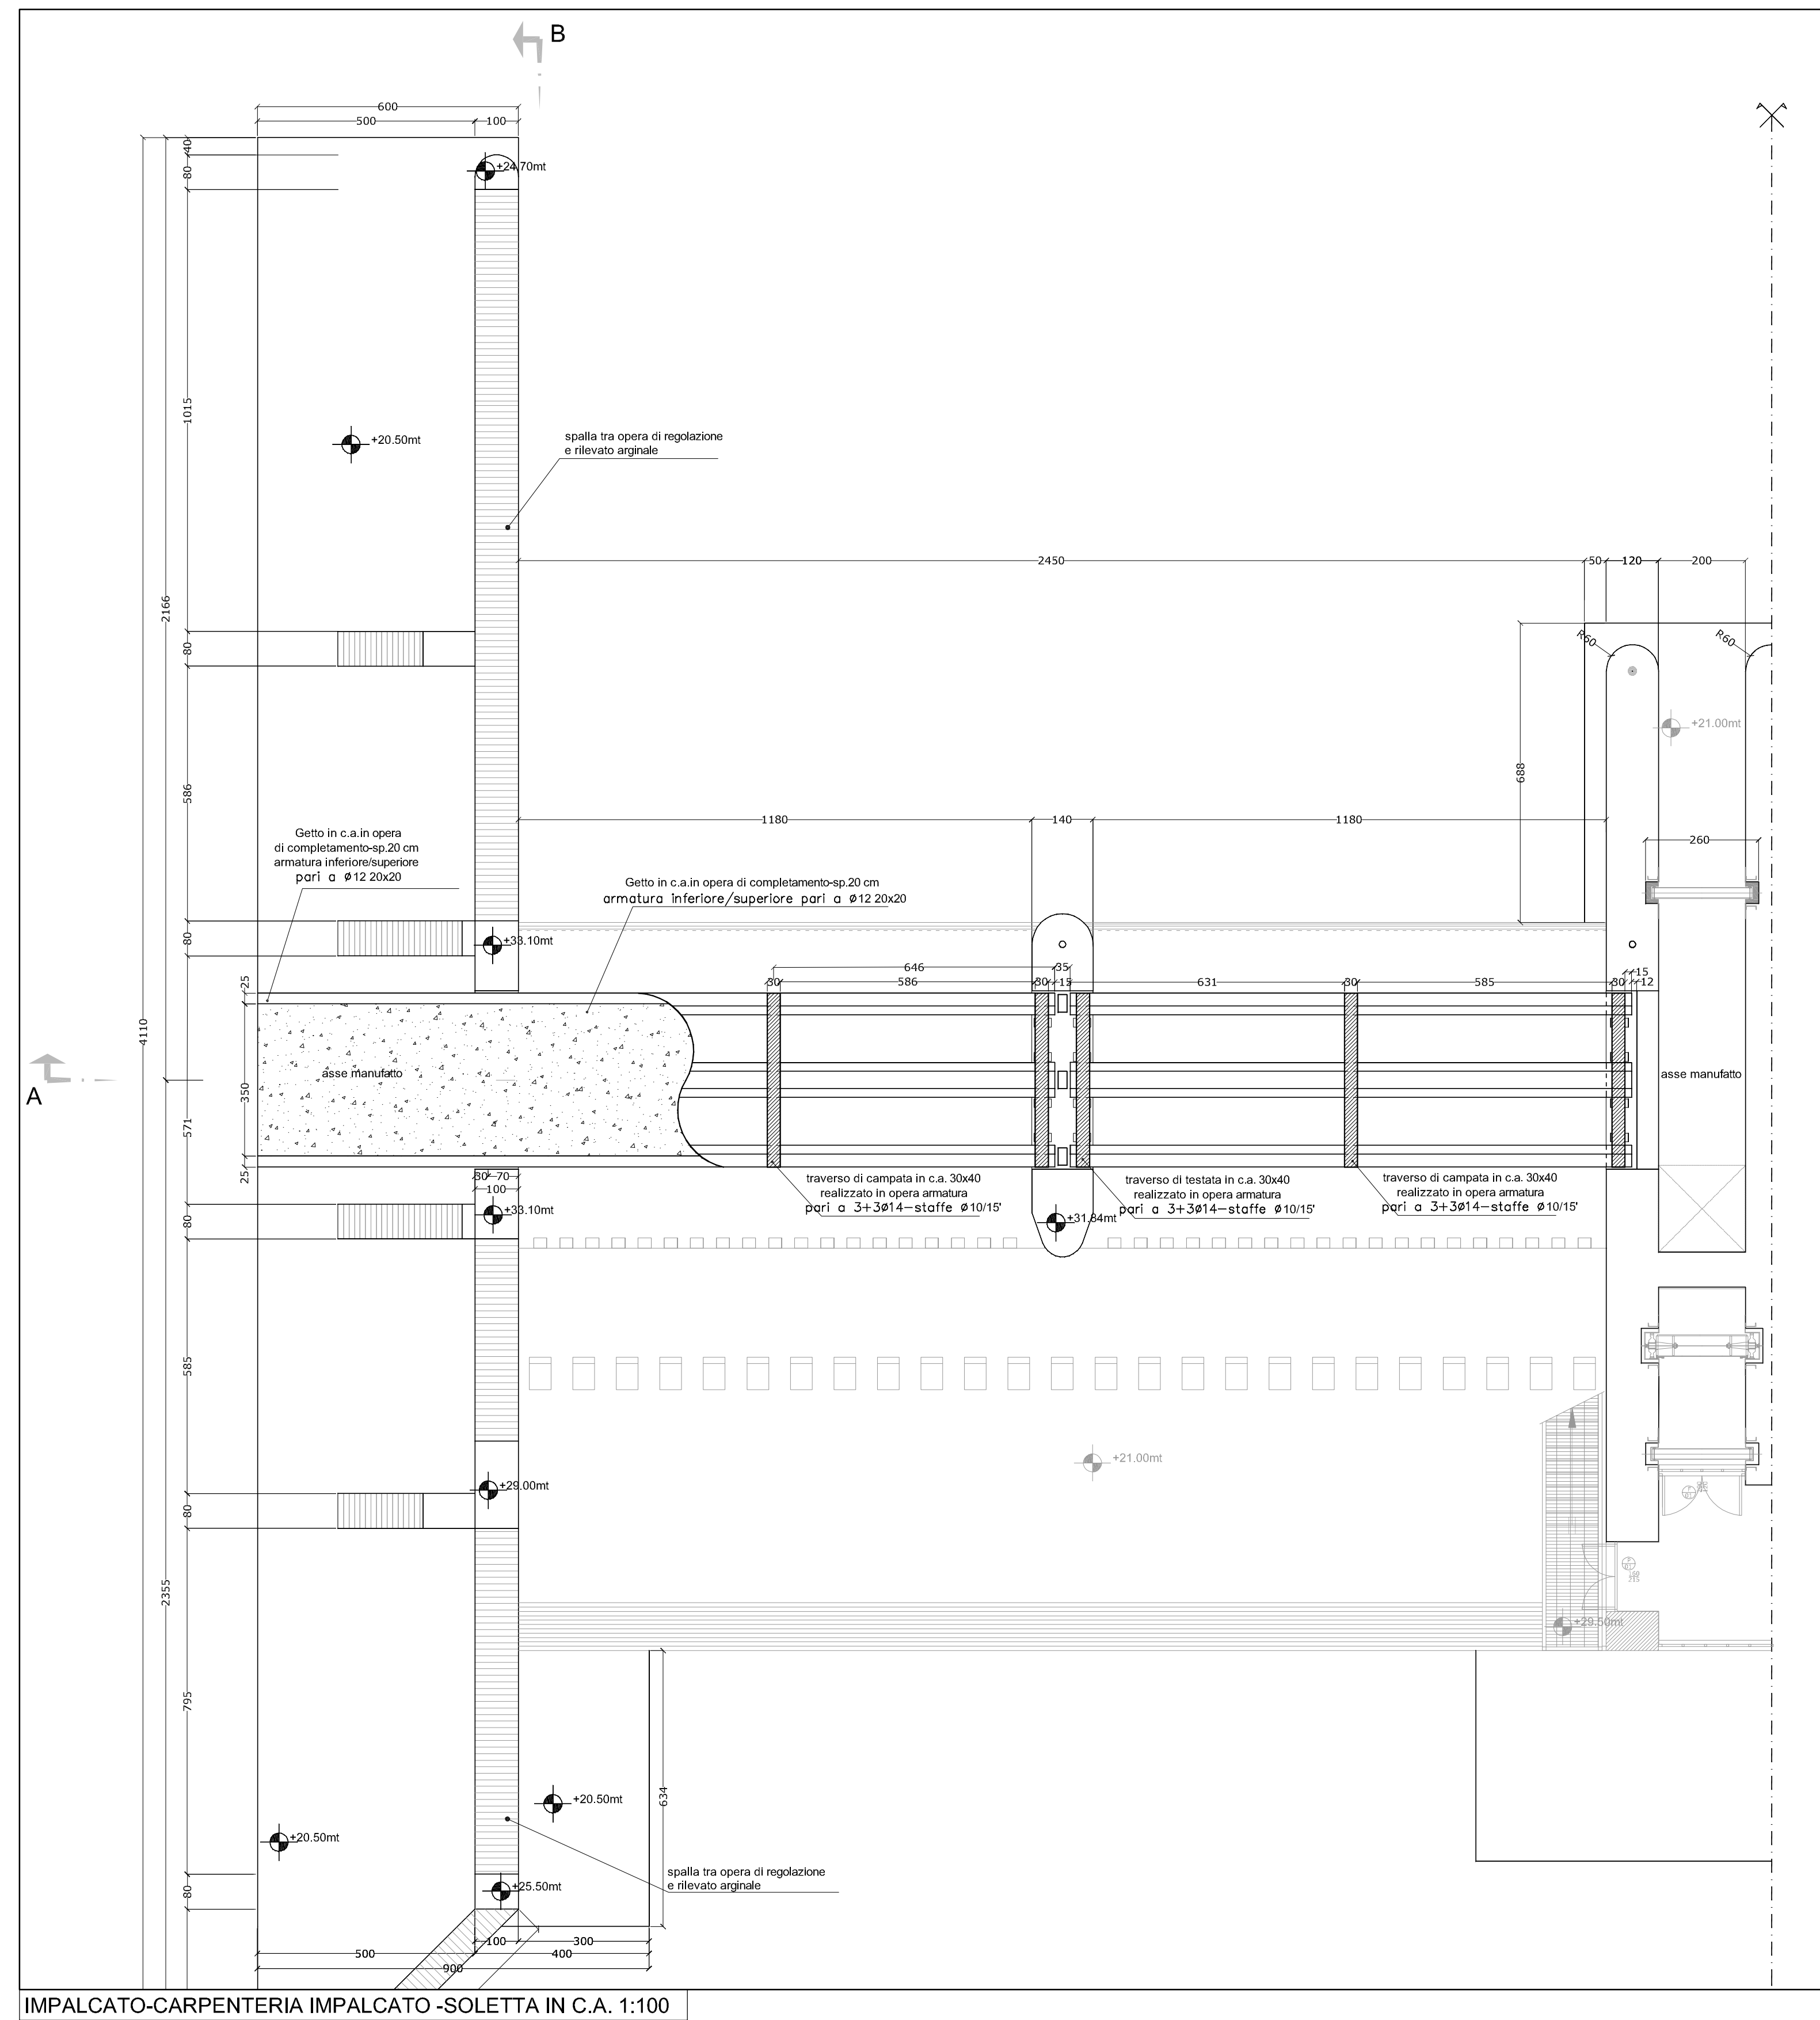 B
600
500
100
40
80
+24.70mt
1015
+20.50mt
spalla tra opera di regolazione
e rilevato arginale
2450
50
120
200
2166
80
R60
R60
+21.00mt
688
586
1180
140
1180
260
Getto in c.a.in opera
di completamento-sp.20 cm
armatura inferiore/superiore
pari a Ø12 20x20
Getto in c.a.in opera di completamento-sp.20 cm
armatura inferiore/superiore pari a Ø12 20x20
80
+33.10mt
646
35
15
25
30
586
30
15
631
30
585
30
12
4110
A
asse manufatto
asse manufatto
350
571
25
30
70
100
traverso di campata in c.a. 30x40
realizzato in opera armatura
pari a 3+3Ø14-staffe Ø10/15'
traverso di testata in c.a. 30x40
realizzato in opera armatura
pari a 3+3Ø14-staffe Ø10/15'
traverso di campata in c.a. 30x40
realizzato in opera armatura
pari a 3+3Ø14-staffe Ø10/15'
80
+33.10mt
+31.84mt
585
+21.00mt
+29.00mt
80
2355
+29.50mt
795
634
+20.50mt
+20.50mt
spalla tra opera di regolazione
e rilevato arginale
80
+25.50mt
100
300
500
400
900
IMPALCATO-CARPENTERIA IMPALCATO -SOLETTA IN C.A. 1:100